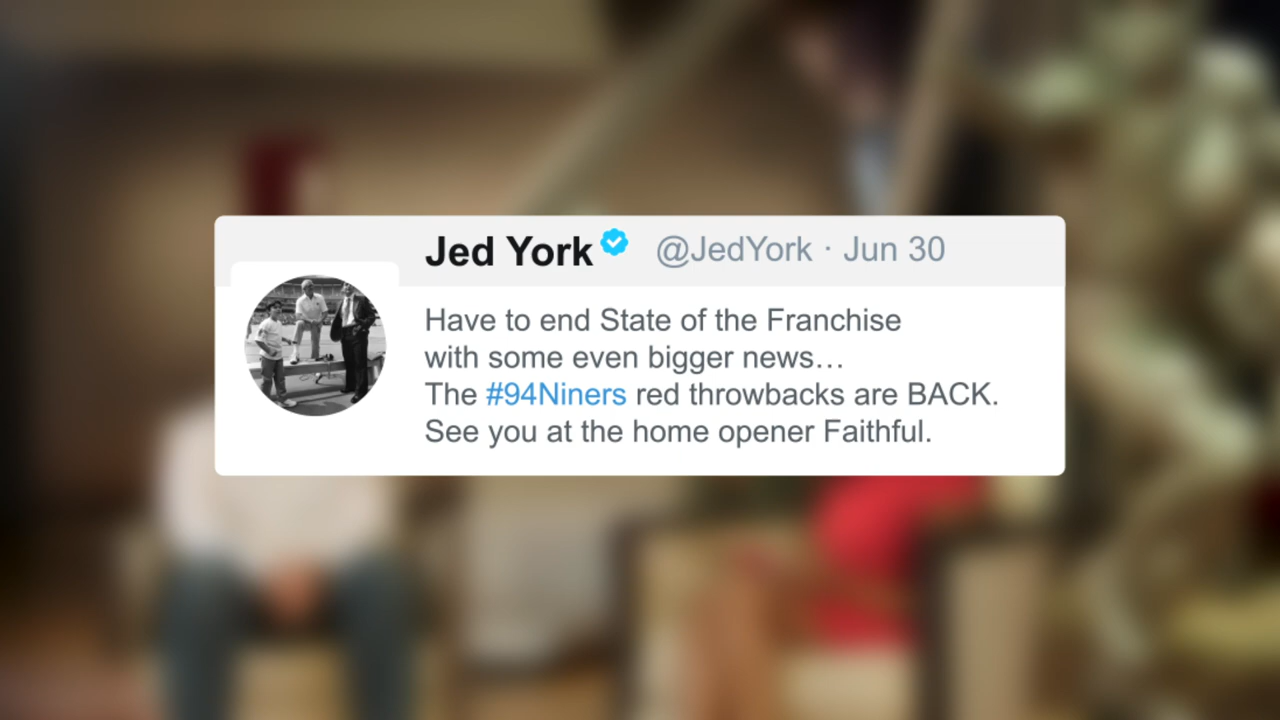 Jed York @JedYork · Jun 30
Have to end State of the Franchise
with some even bigger news…
The #94Niners red throwbacks are BACK.
See you at the home opener Faithful.